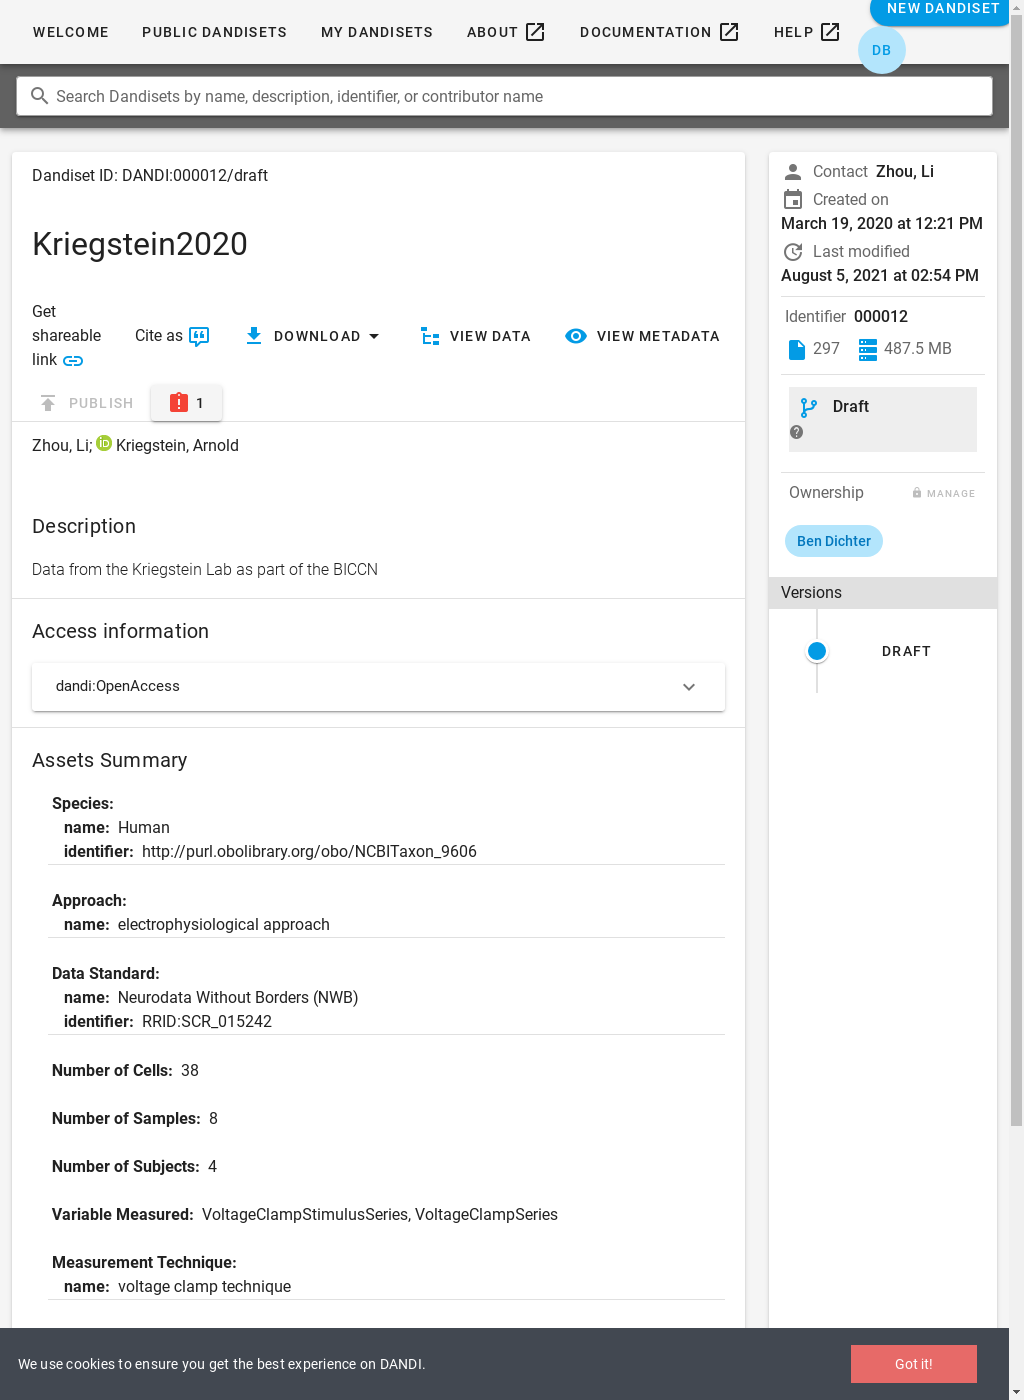 WELCOME
PUBLIC DANDISETS
MY DANDISETS
ABOUT
DOCUMENTATION
HELP
NEW DANDISET
DB
Search Dandisets by name, description, identifier, or contributor name
Dandiset ID: DANDI:000012/draft
Kriegstein2020
Get
shareable
link
Cite as
DOWNLOAD
VIEW DATA
VIEW METADATA
PUBLISH
1
Zhou, Li; iD Kriegstein, Arnold
Description
Data from the Kriegstein Lab as part of the BICCN
Access information
dandi:OpenAccess
Assets Summary
Species:
name: Human
identifier: http://purl.obolibrary.org/obo/NCBITaxon_9606
Approach:
name: electrophysiological approach
Data Standard:
name: Neurodata Without Borders (NWB)
identifier: RRID:SCR_015242
Number of Cells: 38
Number of Samples: 8
Number of Subjects: 4
Variable Measured: VoltageClampStimulusSeries, VoltageClampSeries
Measurement Technique:
name: voltage clamp technique
Contact Zhou, Li
Created on
March 19, 2020 at 12:21 PM
Last modified
August 5, 2021 at 02:54 PM
Identifier 000012
297
487.5 MB
Draft
Ownership
MANAGE
Ben Dichter
Versions
DRAFT
We use cookies to ensure you get the best experience on DANDI.
Got it!